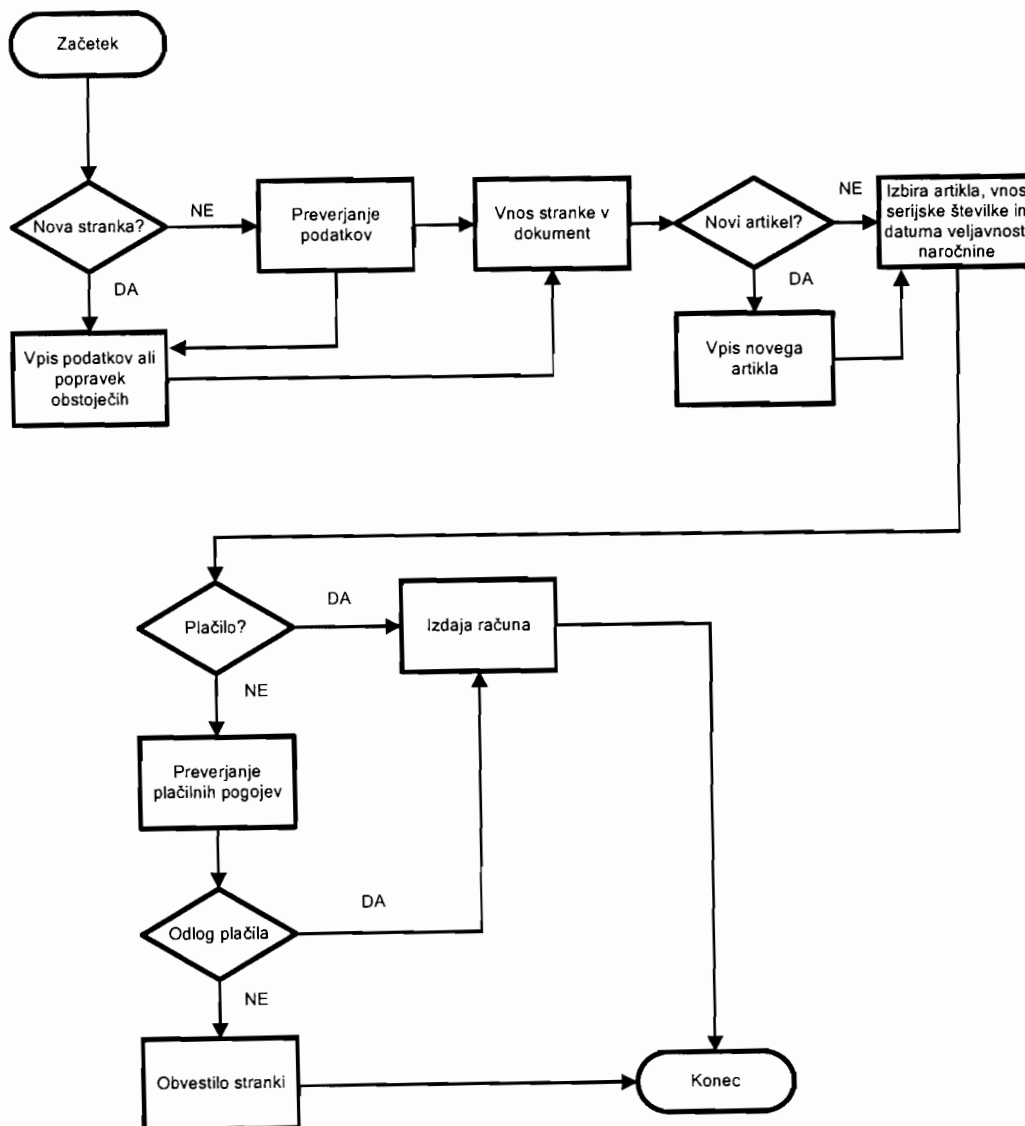 Začetek
Nova stranka?
NE
DA
Preverjanje
podatkov
Vnos stranke v
dokument
Novi artikel?
NE
DA
Izbira artikla, vnos
serijske številke in
datuma veljavnost
naročnine
Vpis podatkov ali
popravek
obstoječih
Vpis novega
artikla
Plačilo?
DA
NE
Izdaja računa
Preverjanje
plačilnih pogojev
Odlog plačila
DA
NE
Obvestilo stranki
Konec